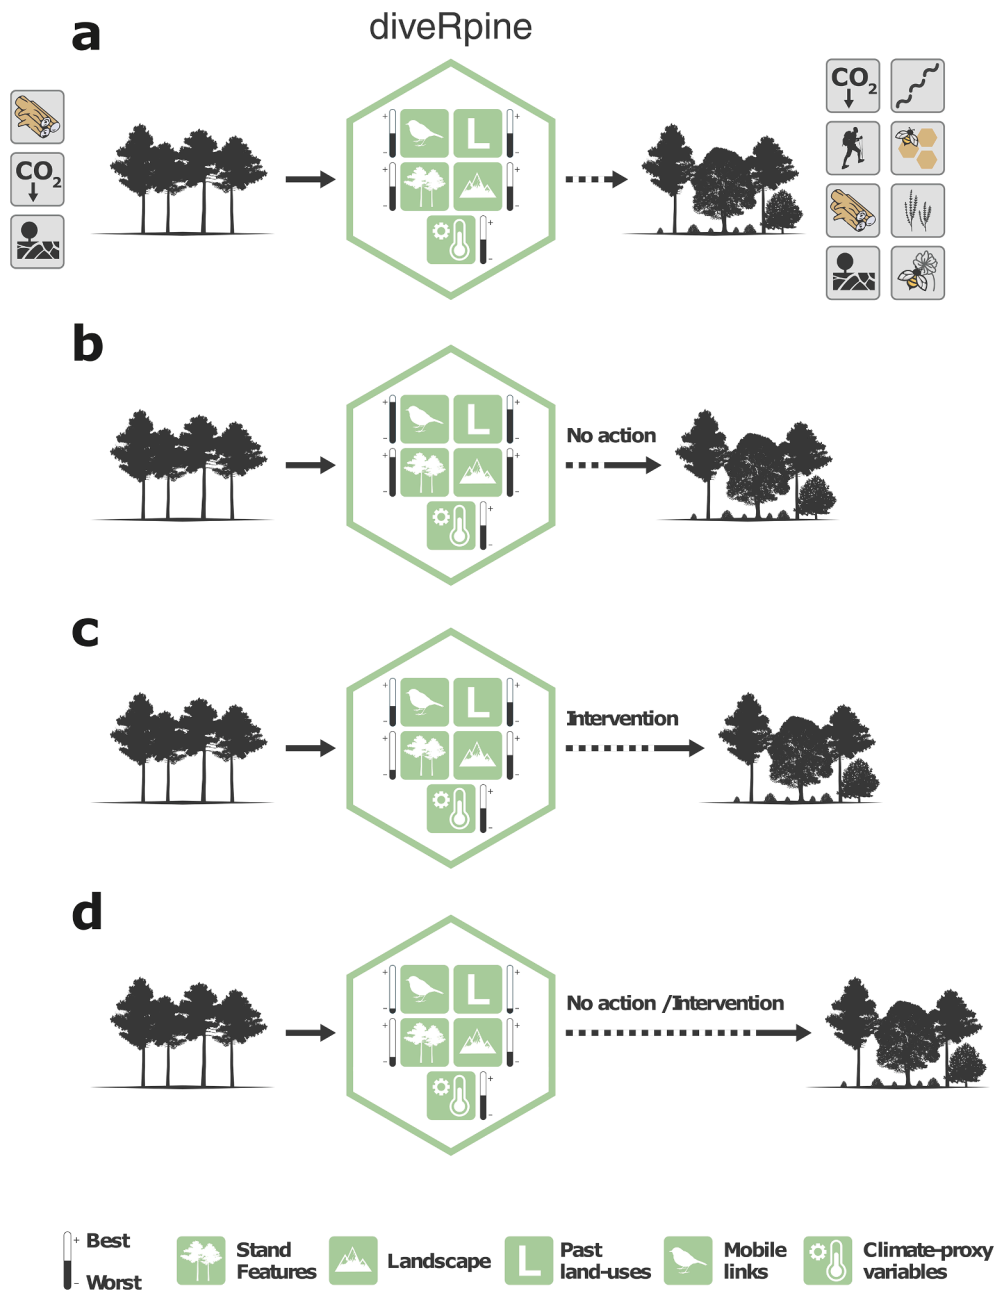 a
diveRpine
CO2
CO2
+ L +
- -
+ +
- -
+
-
b
+ L +
- -
+ +
- -
+
-
No action
c
+ L +
- -
+ +
- -
+
-
Intervention
d
+ L +
- -
+ +
- -
+
-
No action /Intervention
+ Best
- Worst
Stand
Features
Landscape
L
Past
land-uses
Mobile
links
Climate-proxy
variables